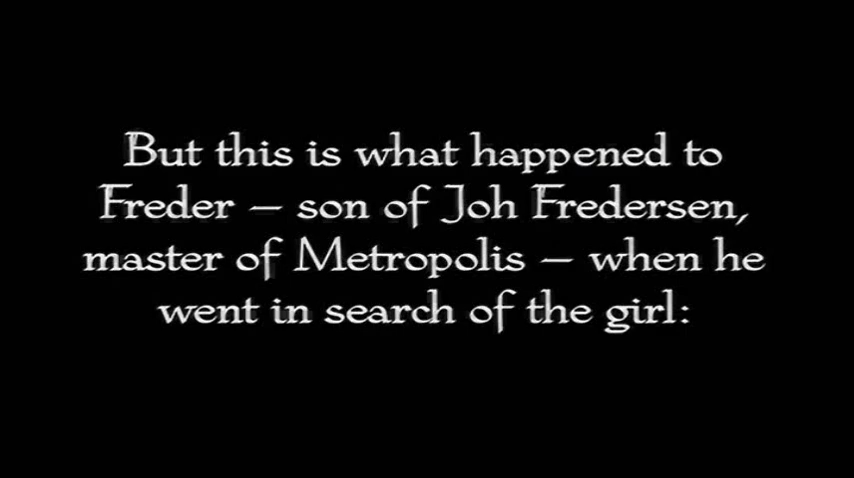 But this is what happened to
Freder – son of Joh Fredersen,
master of Metropolis – when he
went in search of the girl: